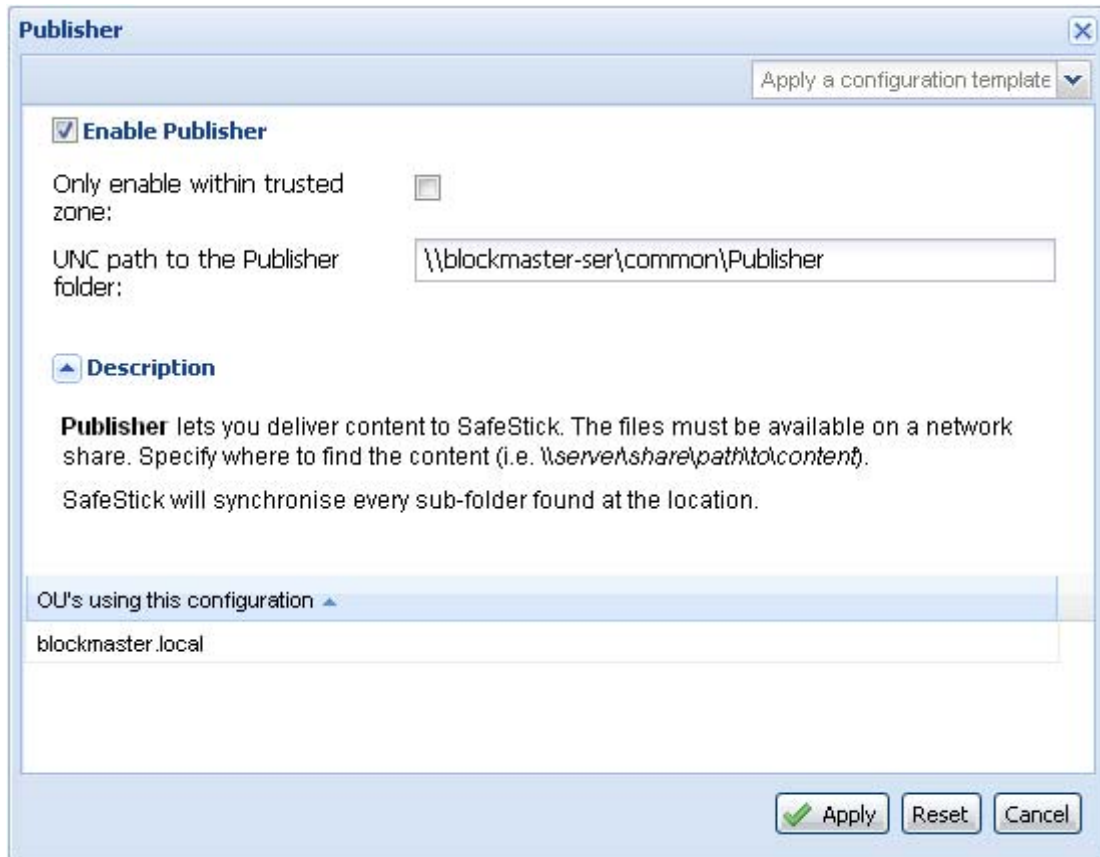 Publisher
Apply a configuration template
Enable Publisher
Only enable within trusted
zone:
UNC path to the Publisher
folder:
\\blockmaster-ser\common\Publisher
Description
Publisher lets you deliver content to SafeStick. The files must be available on a network
share. Specify where to find the content (i.e. \\server\share\path\to\content).
SafeStick will synchronise every sub-folder found at the location.
OU's using this configuration
blockmaster.local
Apply
Reset
Cancel